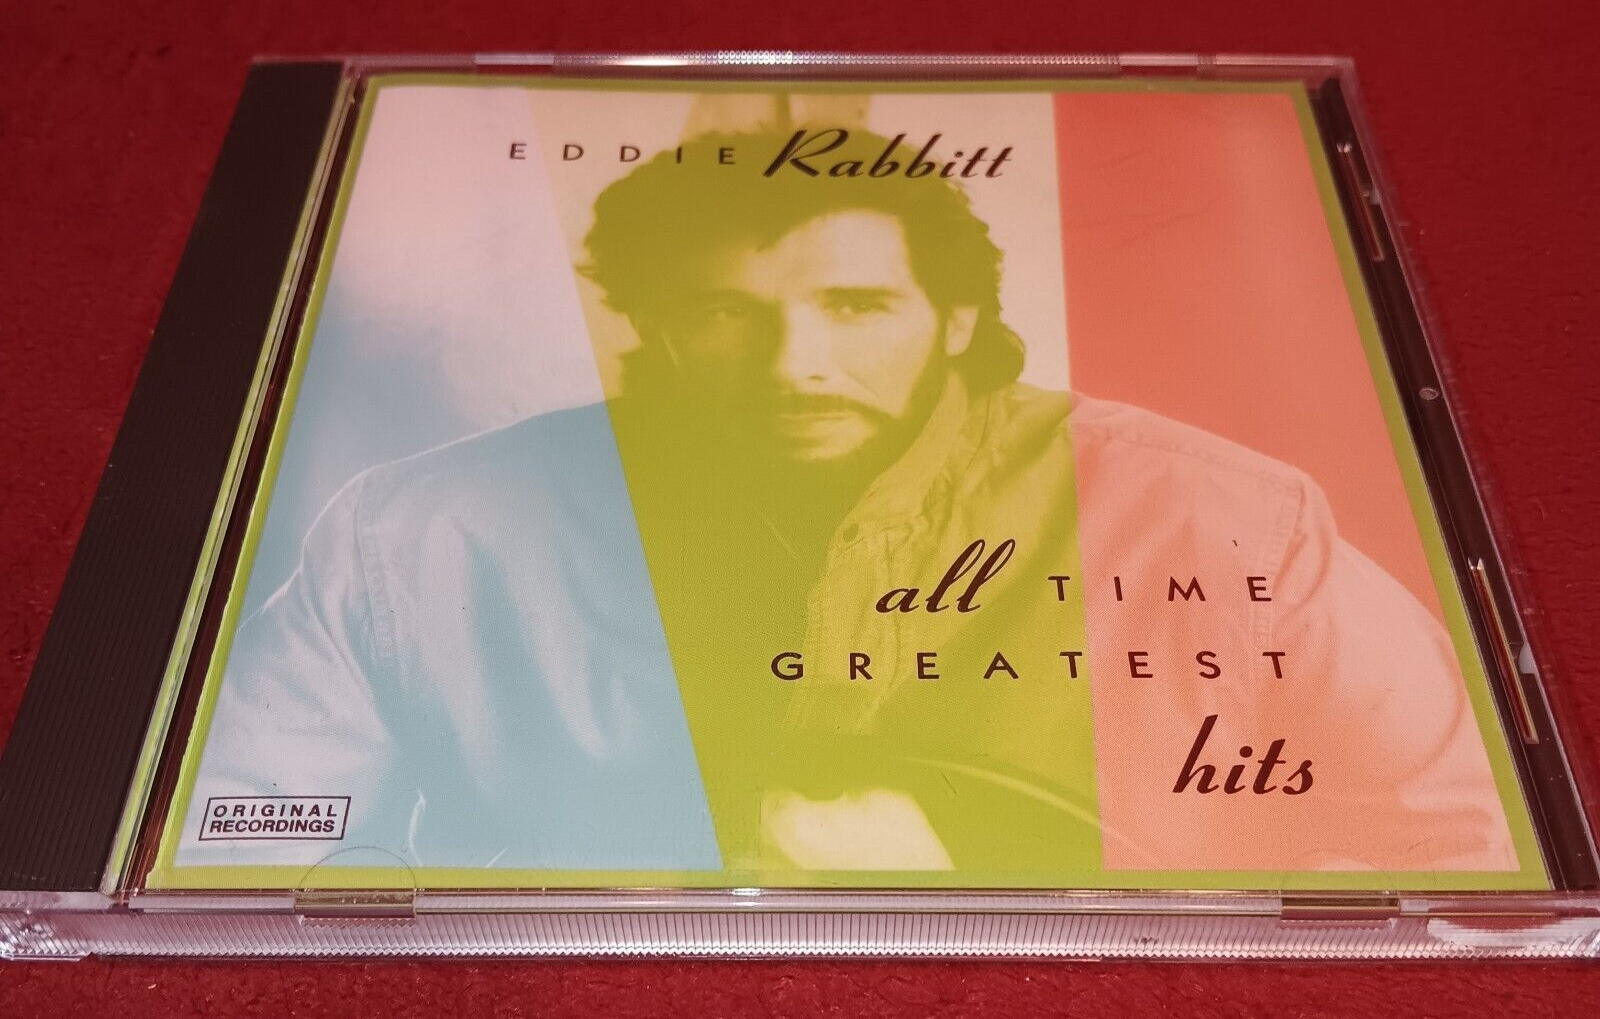 EDDIE Rabbitt
all TIME
GREATEST
hits
ORIGINAL
RECORDINGS